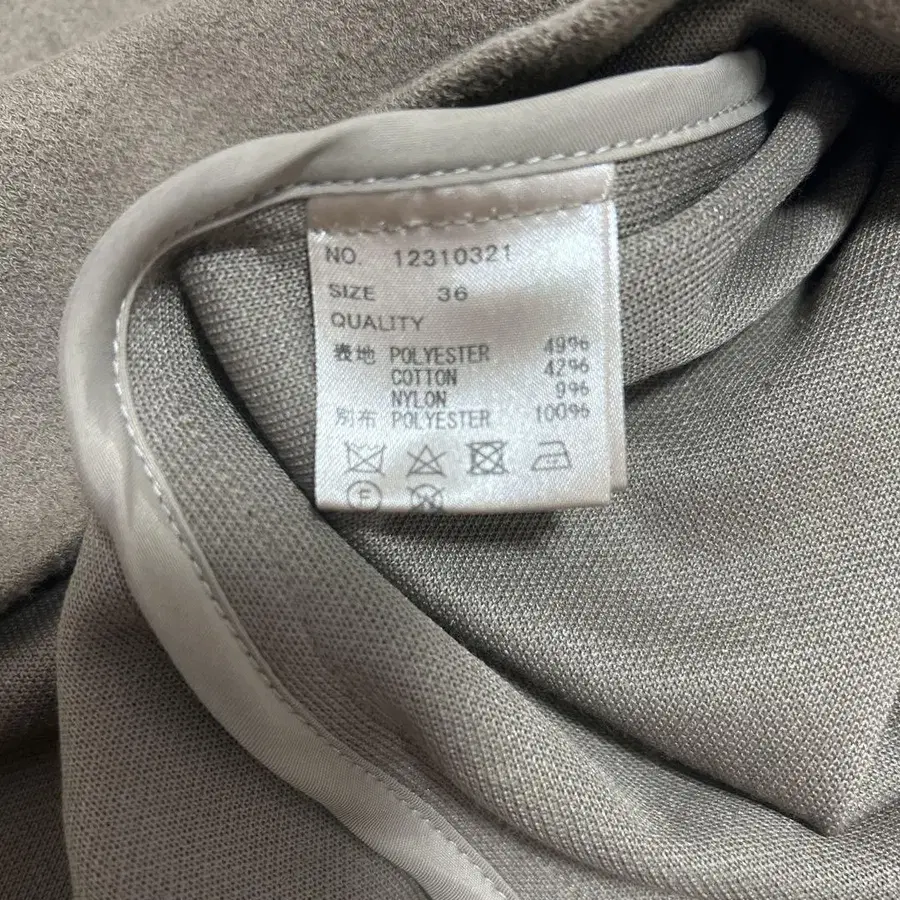 NO. 12310321
SIZE 36
QUALITY
表地 POLYESTER 49%
COTTON 42%
NYLON 9%
別布 POLYESTER 100%
F